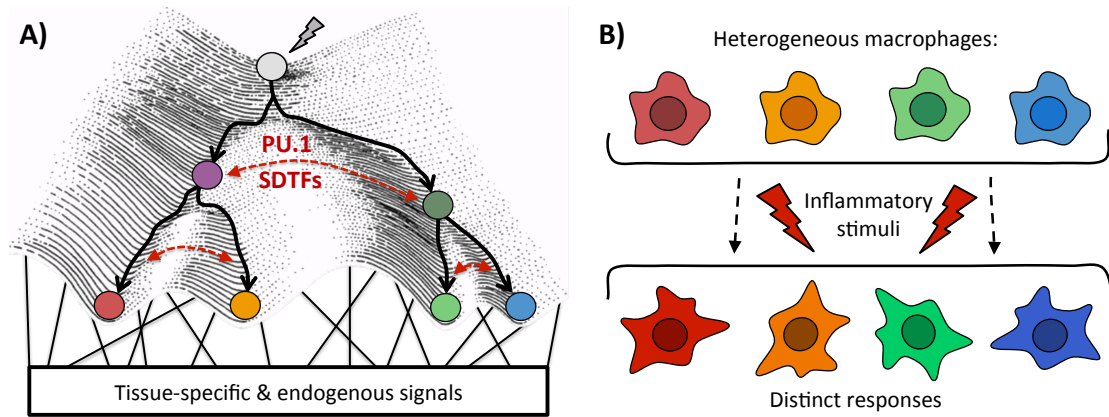 A)
PU.1
SDTFs
Tissue-specific & endogenous signals
B)
Heterogeneous macrophages:
Inflammatory
stimuli
Distinct responses